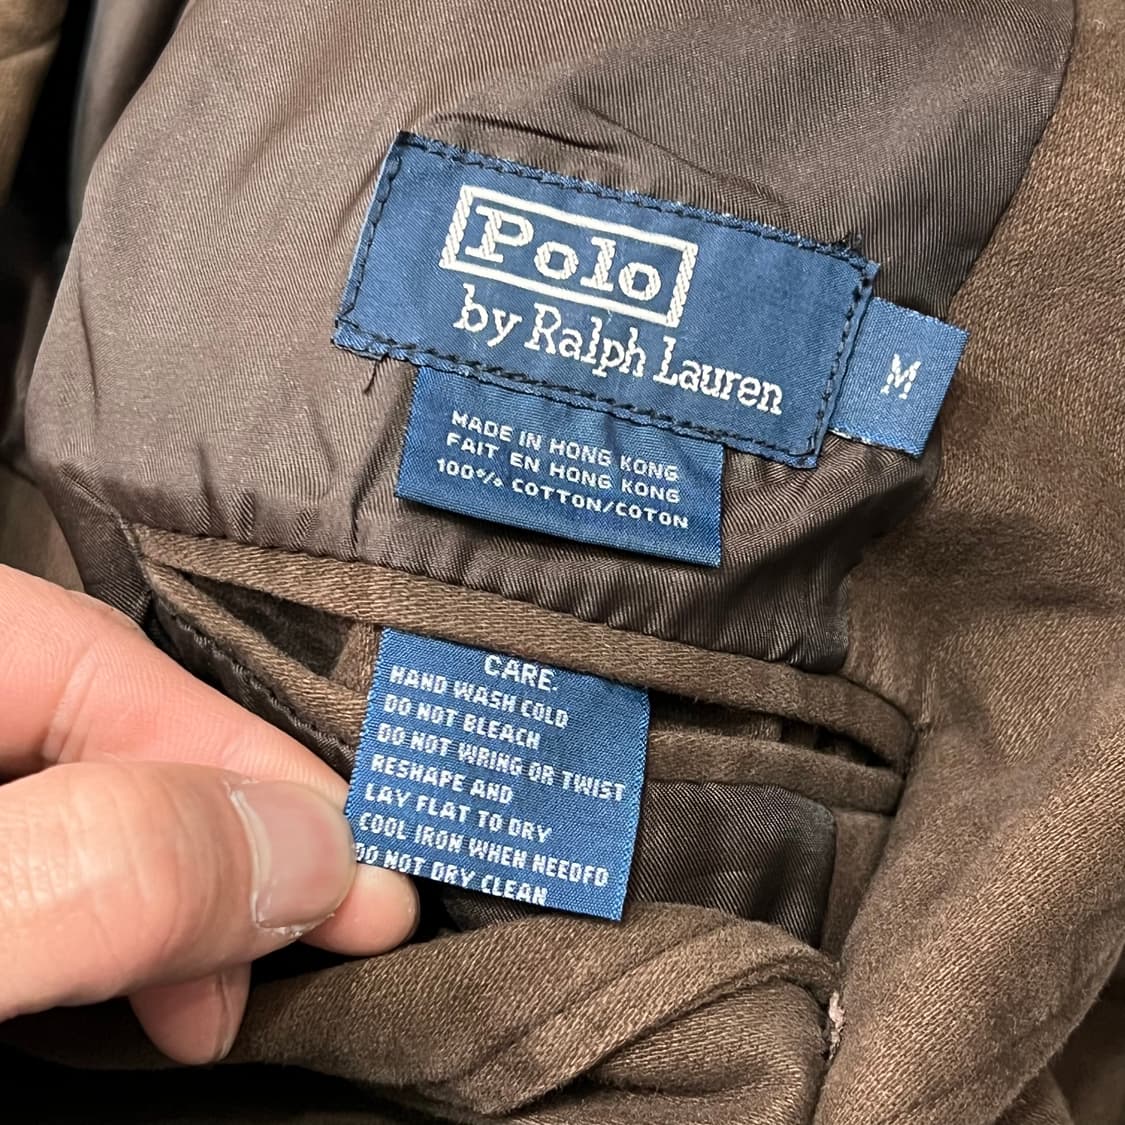 Polo
by Ralph Lauren
M
MADE IN HONG KONG
FAIT EN HONG KONG
100% COTTON/COTON
CARE:
HAND WASH COLD
DO NOT BLEACH
DO NOT WRING OR TWIST
RESHAPE AND
LAY FLAT TO DRY
COOL IRON WHEN NEEDED
DO NOT DRY CLEAN